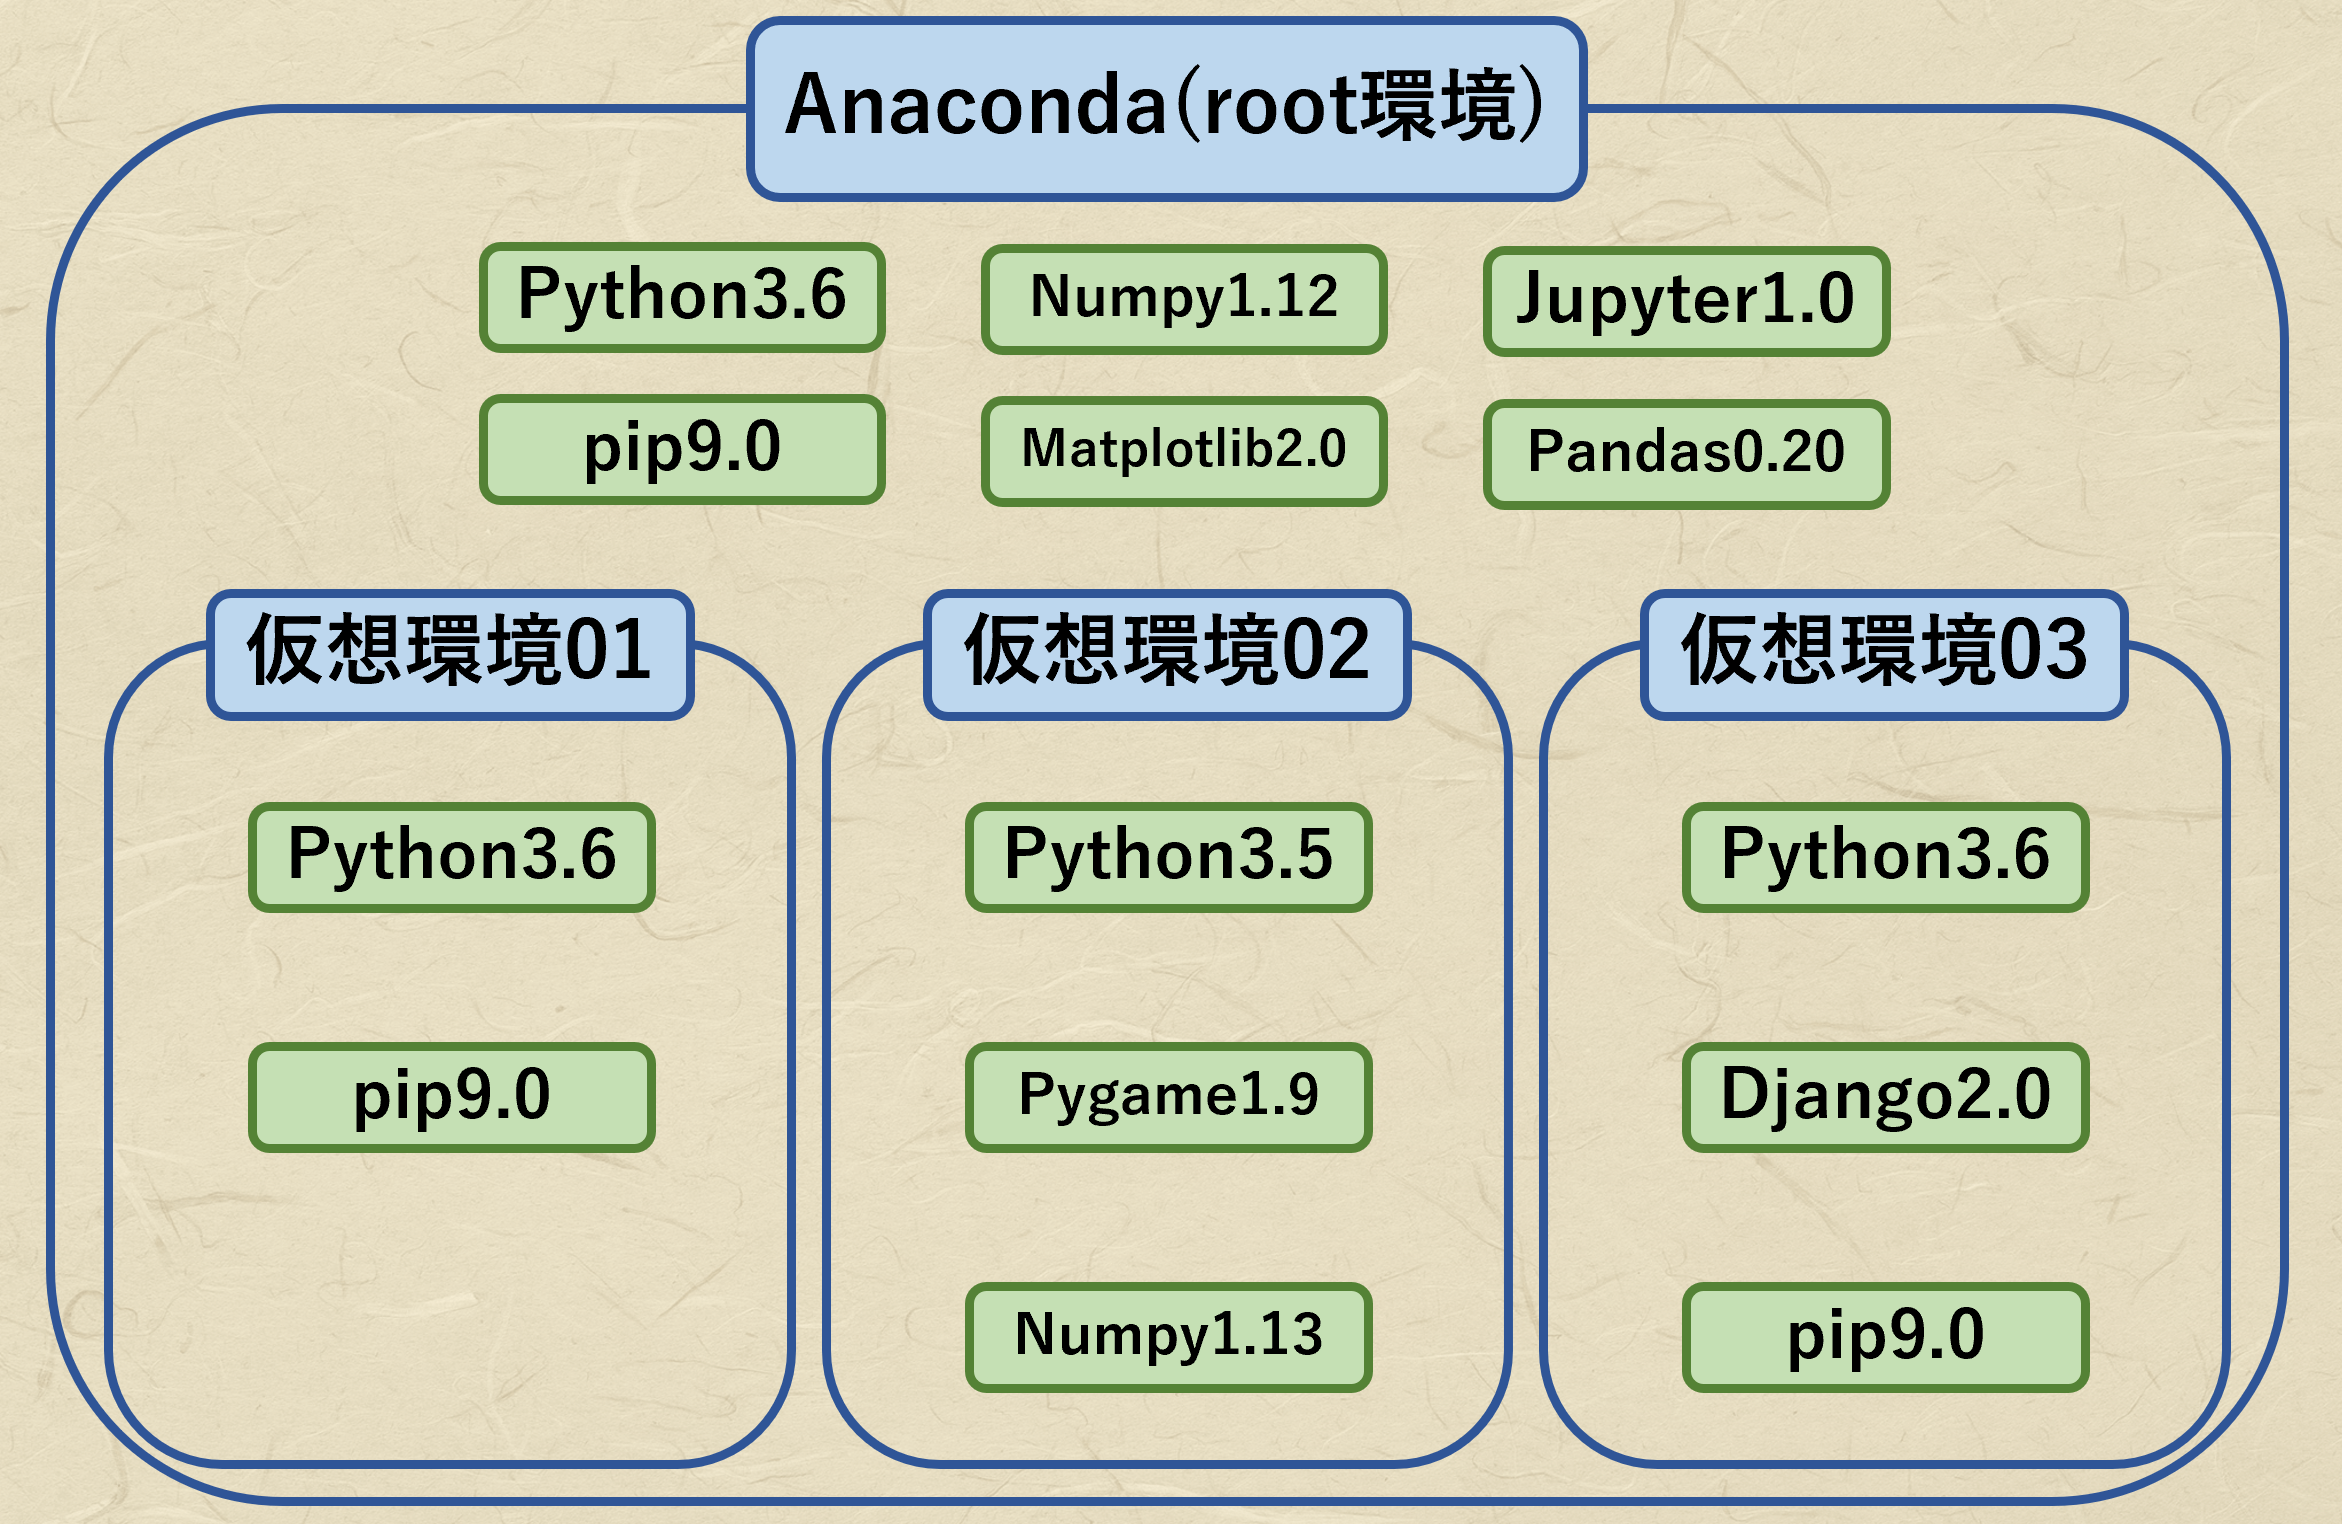 Anaconda(root環境)
Python3.6
Numpy1.12
Jupyter1.0
pip9.0
Matplotlib2.0
Pandas0.20
仮想環境01
Python3.6
pip9.0
仮想環境02
Python3.5
Pygame1.9
Numpy1.13
仮想環境03
Python3.6
Django2.0
pip9.0